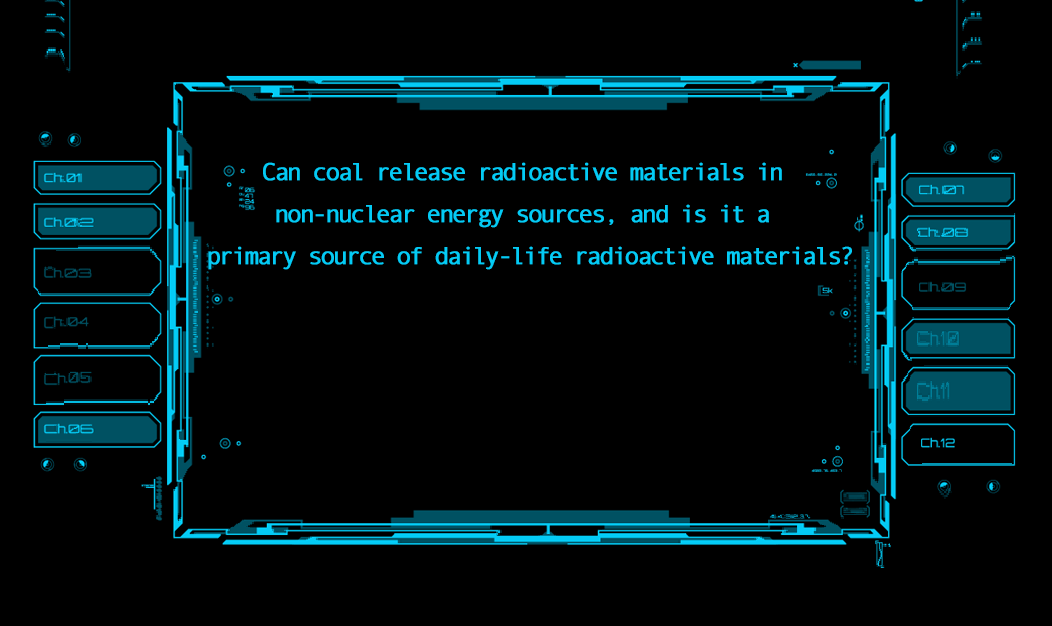 Ch.01
Ch.02
Ch.03
Ch.04
Ch.05
Ch.06
Can coal release radioactive materials in
non-nuclear energy sources, and is it a
primary source of daily-life radioactive materials?
5k
Ch.07
Ch.08
Ch.09
Ch.10
Ch.11
Ch.12